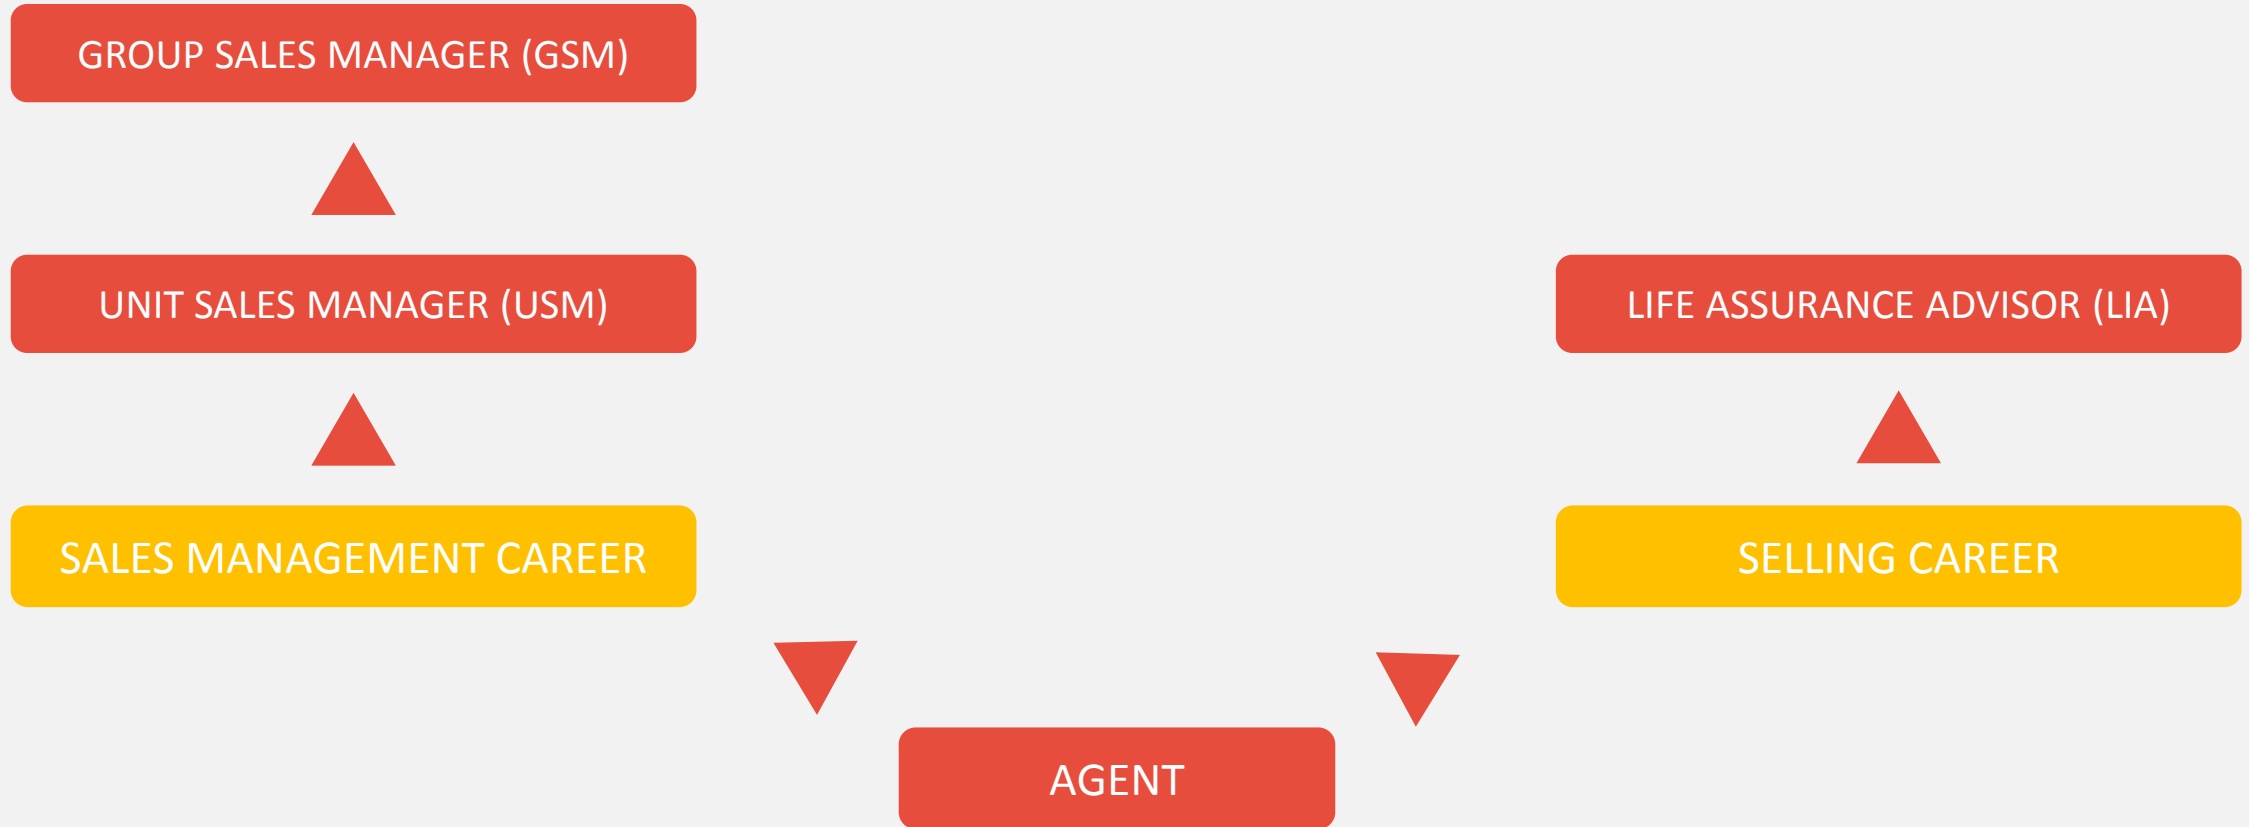 GROUP SALES MANAGER (GSM)
UNIT SALES MANAGER (USM)
LIFE ASSURANCE ADVISOR (LIA)
SALES MANAGEMENT CAREER
SELLING CAREER
AGENT